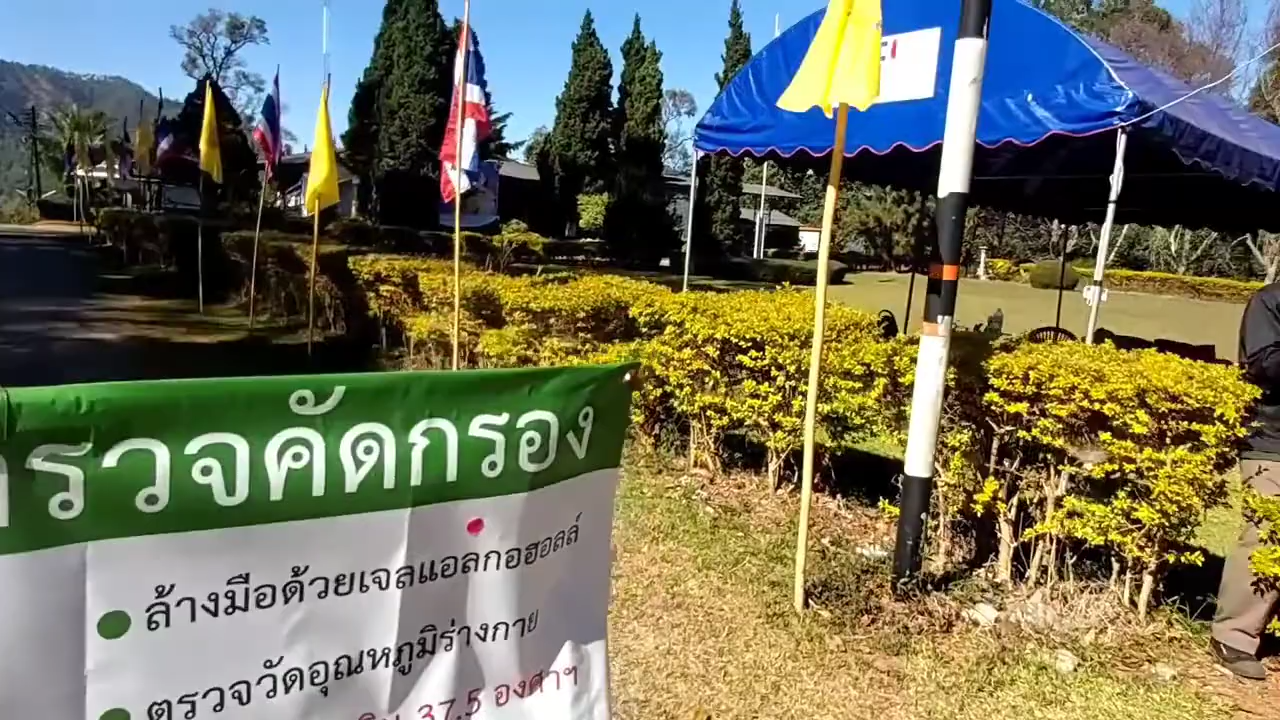 ตรวจคัดกรอง
ล้างมือด้วยเจลแอลกอฮอลล์
ตรวจวัดอุณหภูมิร่างกาย
37.5 องศาฯ